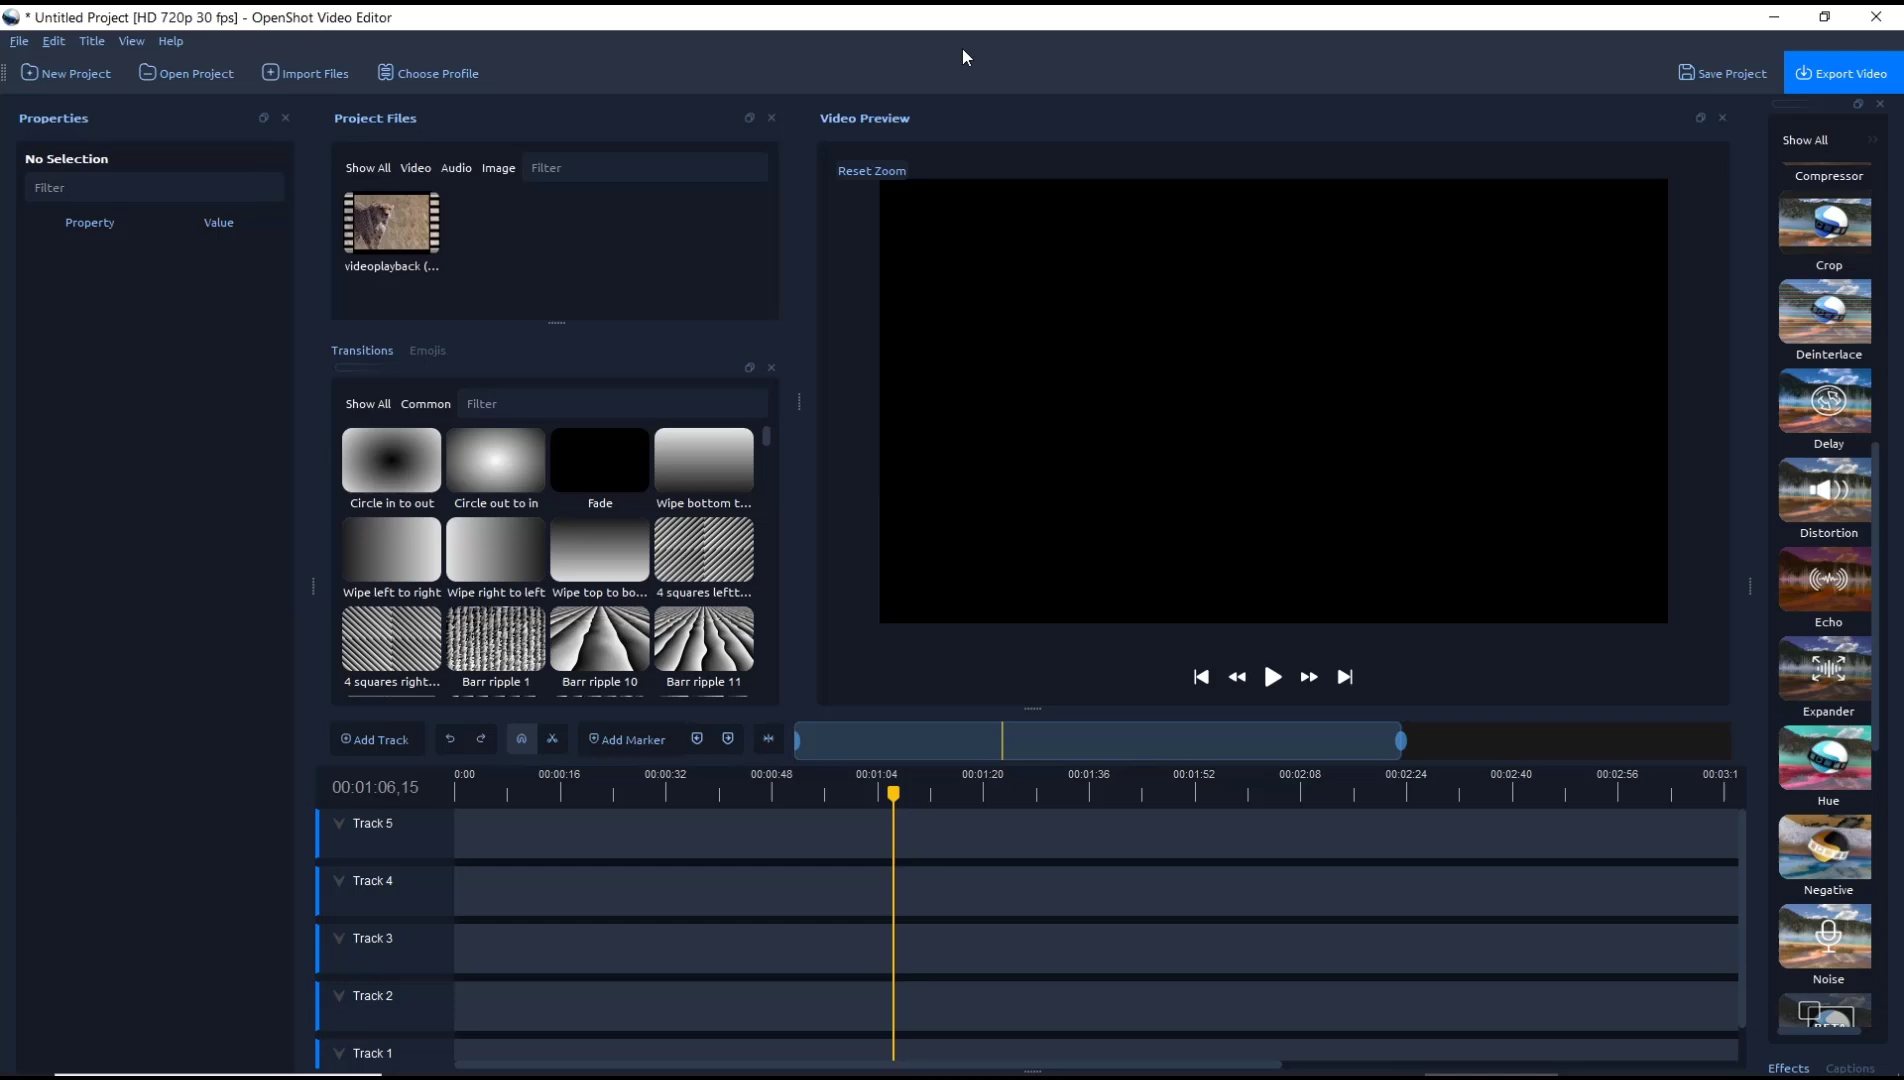 * Untitled Project [HD 720p 30 fps] - OpenShot Video Editor
File Edit Title View Help
New Project Open Project Import Files Choose Profile Save Project Export Video
Properties
No Selection
Filter
Property Value
Project Files
Show All Video Audio Image Filter
videoplayback (...
Transitions Emojis
Show All Common Filter
Circle in to out Circle out to in Fade Wipe bottom t...
Wipe left to right Wipe right to left Wipe top to bo... 4 squares leftt...
4 squares right... Barr ripple 1 Barr ripple 10 Barr ripple 11
Video Preview
Reset Zoom
Show All
Compressor
Crop
Deinterlace
Delay
Distortion
Echo
Expander
Hue
Negative
Noise
BETA
Effects Captions
Add Track Add Marker
00:01:06,15
0:00 00:00:16 00:00:32 00:00:48 00:01:04 00:01:20 00:01:36 00:01:52 00:02:08 00:02:24 00:02:40 00:02:56 00:03:1
Track 5
Track 4
Track 3
Track 2
Track 1